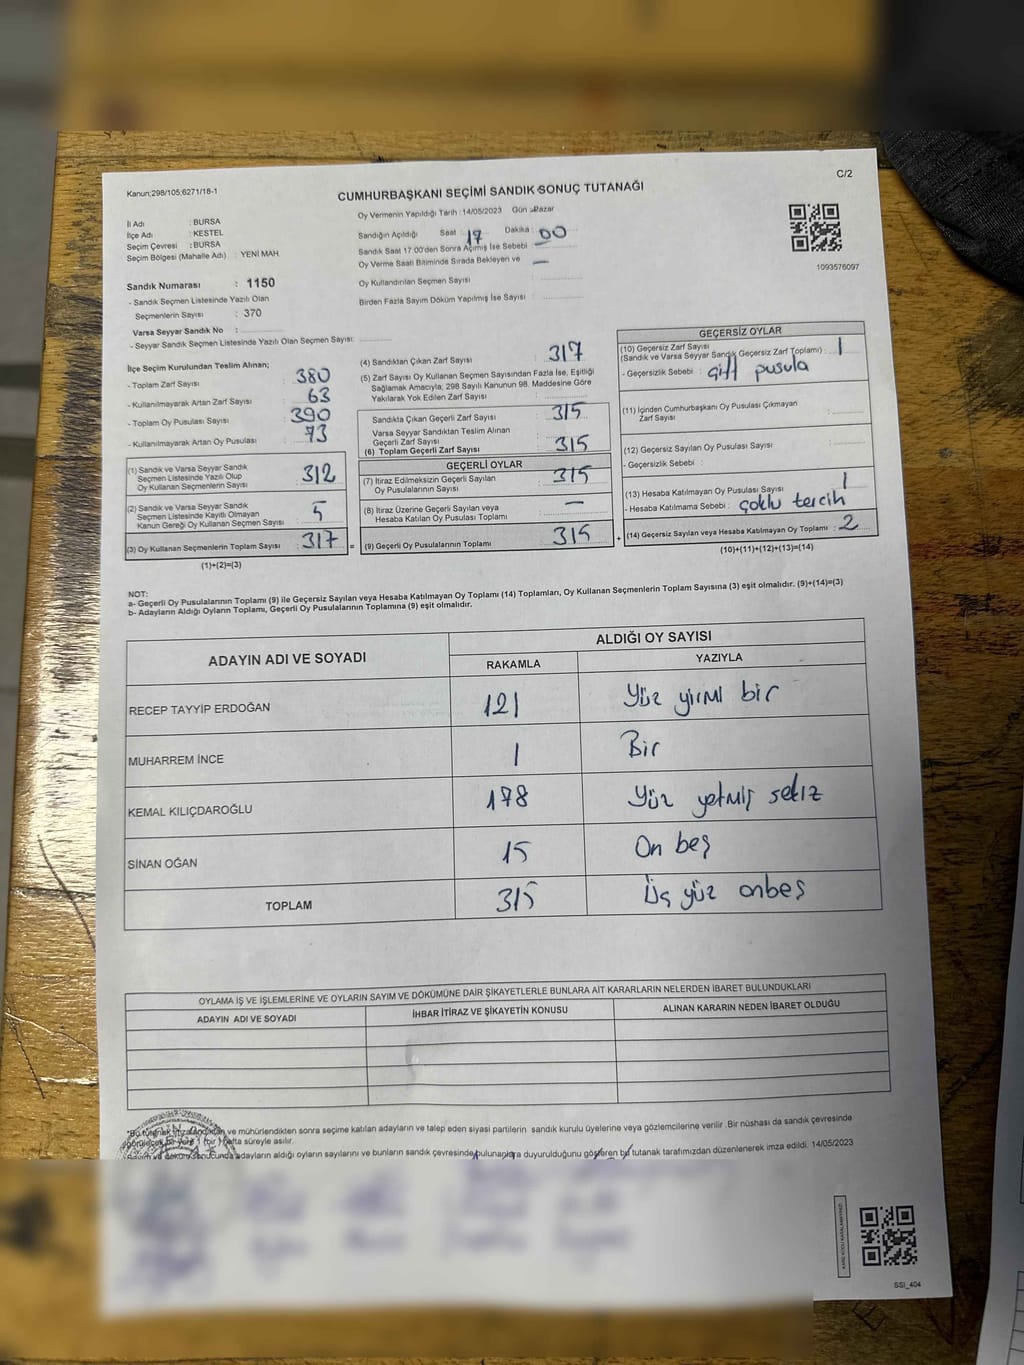 Kanun;298/105;6271/18-1
C/2
CUMHURBAŞKANI SEÇİMİ SANDIK SONUÇ TUTANAĞI
İl Adı : BURSA
İlçe Adı : KESTEL
Seçim Çevresi : BURSA
Seçim Bölgesi (Mahalle Adı) : YENİ MAH.
Sandık Numarası : 1150
- Sandık Seçmen Listesinde Yazılı Olan
Seçmenlerin Sayısı : 370
Varsa Seyyar Sandık No :
- Seyyar Sandık Seçmen Listesinde Yazılı Olan Seçmen Sayısı:
Oy Vermenin Yapıldığı Tarih :14/05/2023 Gün :Pazar
Sandığın Açıldığı Saat : 17 Dakika : 00
Sandık Saat 17:00'den Sonra Açılmış İse Sebebi : —
Oy Verme Saati Bitiminde Sırada Bekleyen ve
Oy Kullandırılan Seçmen Sayısı :
Birden Fazla Sayım Döküm Yapılmış İse Sayısı :
1093576097
İlçe Seçim Kurulundan Teslim Alınan;
- Toplam Zarf Sayısı : 380
- Kullanılmayarak Artan Zarf Sayısı : 63
- Toplam Oy Pusulası Sayısı : 390
- Kullanılmayarak Artan Oy Pusulası : 73
(1) Sandık ve Varsa Seyyar Sandık
Seçmen Listesinde Yazılı Olup
Oy Kullanan Seçmenlerin Sayısı : 312
(2) Sandık ve Varsa Seyyar Sandık
Seçmen Listesinde Kayıtlı Olmayan
Kanun Gereği Oy Kullanan Seçmen Sayısı : 5
(3) Oy Kullanan Seçmenlerin Toplam Sayısı : 317 =
(1)+(2)=(3)
(4) Sandıktan Çıkan Zarf Sayısı : 317
(5) Zarf Sayısı Oy Kullanan Seçmen Sayısından Fazla İse, Eşitliği
Sağlamak Amacıyla; 298 Sayılı Kanunun 98. Maddesine Göre
Yakılarak Yok Edilen Zarf Sayısı :
Sandıkta Çıkan Geçerli Zarf Sayısı : 315
Varsa Seyyar Sandıktan Teslim Alınan
Geçerli Zarf Sayısı :
(6) Toplam Geçerli Zarf Sayısı : 315
GEÇERLİ OYLAR
(7) İtiraz Edilmeksizin Geçerli Sayılan
Oy Pusulalarının Sayısı : 315
(8) İtiraz Üzerine Geçerli Sayılan veya
Hesaba Katılan Oy Pusulası Toplamı : —
(9) Geçerli Oy Pusulalarının Toplamı : 315 +
GEÇERSİZ OYLAR
(10) Geçersiz Zarf Sayısı
(Sandık ve Varsa Seyyar Sandık Geçersiz Zarf Toplamı) : 1
- Geçersizlik Sebebi : çift pusula
(11) İçinden Cumhurbaşkanı Oy Pusulası Çıkmayan
Zarf Sayısı :
(12) Geçersiz Sayılan Oy Pusulası Sayısı :
- Geçersizlik Sebebi :
(13) Hesaba Katılmayan Oy Pusulası Sayısı : 1
- Hesaba Katılmama Sebebi : çoklu tercih
(14) Geçersiz Sayılan veya Hesaba Katılmayan Oy Toplamı : 2
(10)+(11)+(12)+(13)=(14)
NOT:
a- Geçerli Oy Pusulalarının Toplamı (9) ile Geçersiz Sayılan veya Hesaba Katılmayan Oy Toplamı (14) Toplamları, Oy Kullanan Seçmenlerin Toplam Sayısına (3) eşit olmalıdır. (9)+(14)=(3)
b- Adayların Aldığı Oyların Toplamı, Geçerli Oy Pusulalarının Toplamına (9) eşit olmalıdır.
ADAYIN ADI VE SOYADI
ALDIĞI OY SAYISI
RAKAMLA YAZIYLA
RECEP TAYYİP ERDOĞAN 121 Yüz yirmi bir
MUHARREM İNCE 1 Bir
KEMAL KILIÇDAROĞLU 178 Yüz yetmiş sekiz
SİNAN OĞAN 15 On beş
TOPLAM 315 Üç yüz onbeş
OYLAMA İŞ VE İŞLEMLERİNE VE OYLARIN SAYIM VE DÖKÜMÜNE DAİR ŞİKAYETLERLE BUNLARA AİT KARARLARIN NELERDEN İBARET BULUNDUKLARI
ADAYIN ADI VE SOYADI İHBAR İTİRAZ VE ŞİKAYETİN KONUSU ALINAN KARARIN NEDEN İBARET OLDUĞU
*Bu tutanak ve mühürlendikten sonra seçime katılan adayların ve talep eden siyasi partilerin sandık kurulu üyelerine veya gözlemcilerine verilir .Bir nüshası da sandık çevresinde
1 (bir ) hafta süreyle asılır.
sonucunda adayların aldığı oyların sayılarını ve bunların sandık çevresinde bulunanlara duyurulduğunu gösteren bu tutanak tarafımızdan düzenlenerek imza edildi. 14/05/2023
SSI_404